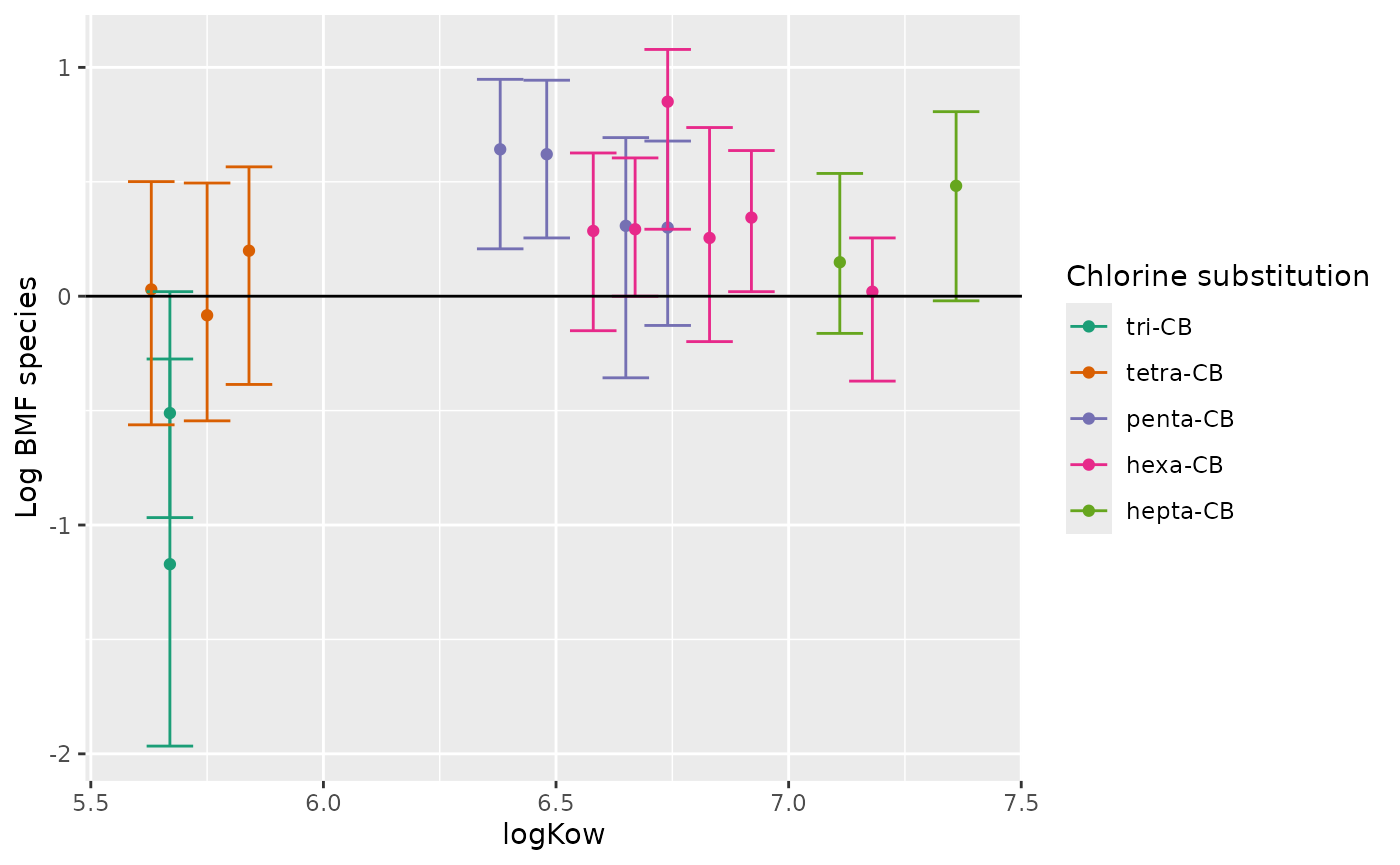 Log BMF species
1
0
-1
-2
5.5 6.0 6.5 7.0 7.5
logKow
Chlorine substitution
tri-CB
tetra-CB
penta-CB
hexa-CB
hepta-CB